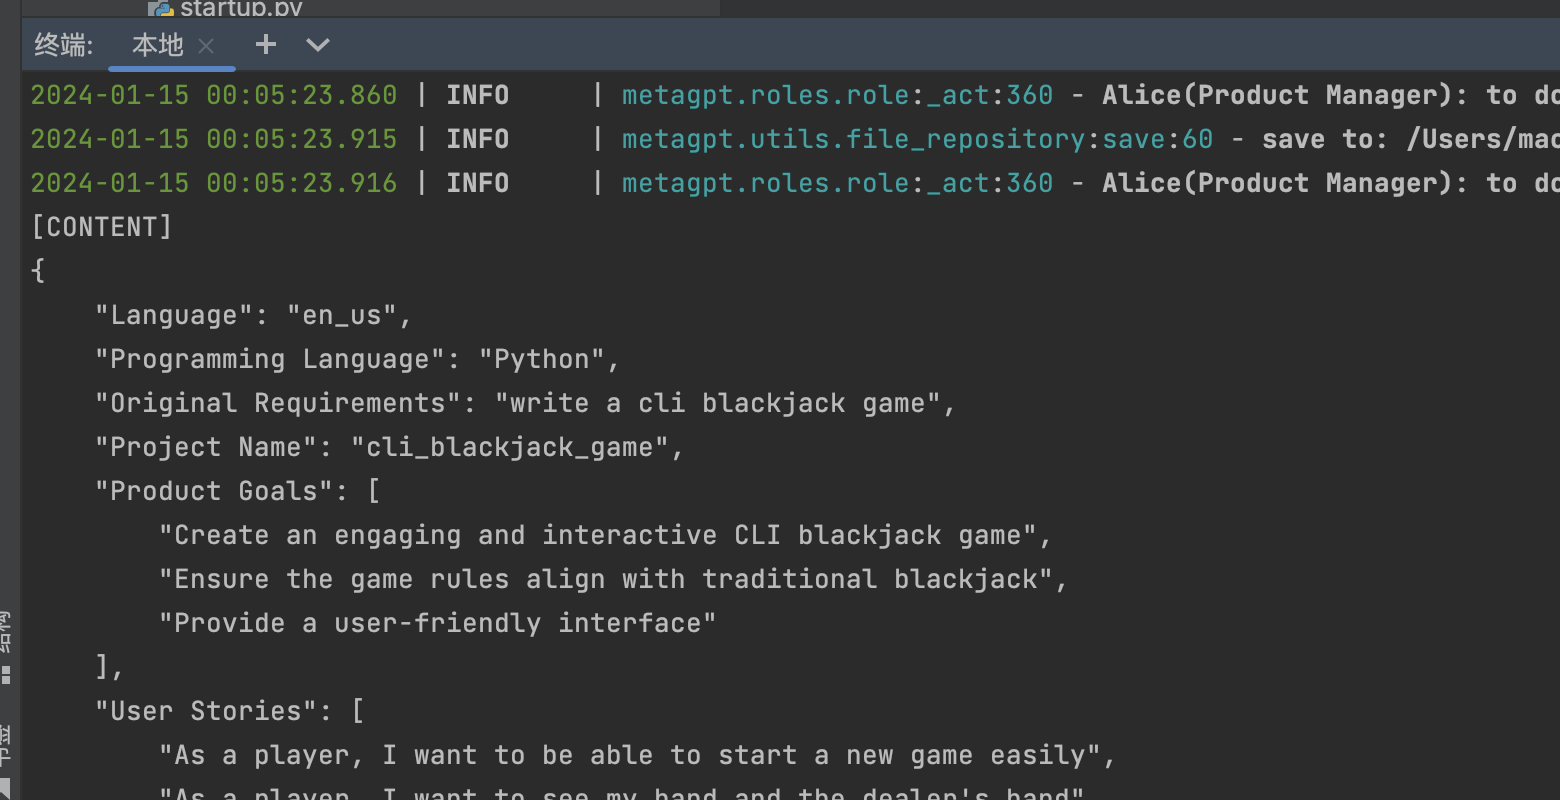 startup.py
终端: 本地 × + 
2024-01-15 00:05:23.860 | INFO     | metagpt.roles.role:_act:360 - Alice(Product Manager): to do
2024-01-15 00:05:23.915 | INFO     | metagpt.utils.file_repository:save:60 - save to: /Users/mac
2024-01-15 00:05:23.916 | INFO     | metagpt.roles.role:_act:360 - Alice(Product Manager): to do
[CONTENT]
{
    "Language": "en_us",
    "Programming Language": "Python",
    "Original Requirements": "write a cli blackjack game",
    "Project Name": "cli_blackjack_game",
    "Product Goals": [
        "Create an engaging and interactive CLI blackjack game",
        "Ensure the game rules align with traditional blackjack",
        "Provide a user-friendly interface"
    ],
    "User Stories": [
        "As a player, I want to be able to start a new game easily",
        "As a player, I want to see my hand and the dealer's hand"
结构
书签